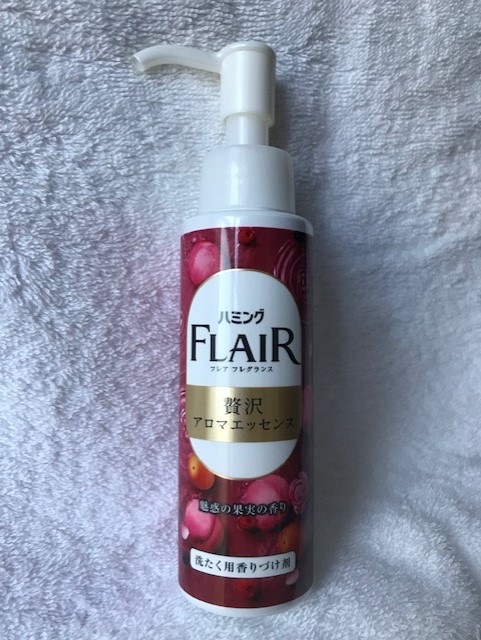 ハミング
FLAIR
フレア フレグランス
贅沢
アロマエッセンス
魅惑の果実の香り
洗たく用香りづけ剤